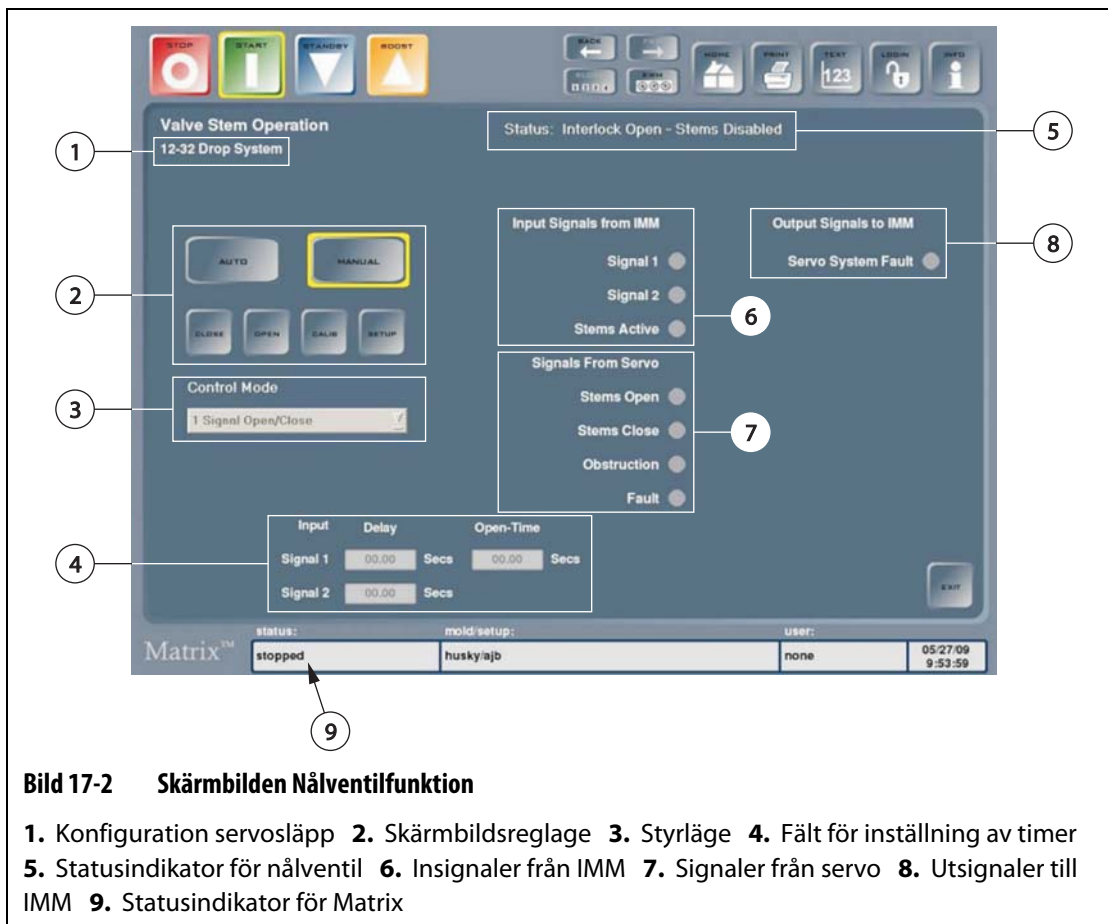 STOP START STANDBY BOOST BACK HOME PRINT TEXT LOGIN INFO
123
Valve Stem Operation
12-32 Drop System
Status: Interlock Open - Stems Disabled
1
5
Input Signals from IMM
Output Signals to IMM
AUTO MANUAL
Signal 1
Servo System Fault
8
2
Signal 2
6
CLOSE OPEN CALIB SETUP
Stems Active
Signals From Servo
Control Mode
Stems Open
3
1 Signal Open/Close
Stems Close
7
Obstruction
Fault
Input Delay Open-Time
4
Signal 1 00.00 Secs 00.00 Secs
Signal 2 00.00 Secs
EXIT
status: mold/setup: user:
Matrix™ stopped husky/ajb none 05/27/09
9:53:59
9
Bild 17-2 Skärmbilden Nålventilfunktion
1. Konfiguration servosläpp 2. Skärmbildsreglage 3. Styrläge 4. Fält för inställning av timer
5. Statusindikator för nålventil 6. Insignaler från IMM 7. Signaler från servo 8. Utsignaler till
IMM 9. Statusindikator för Matrix